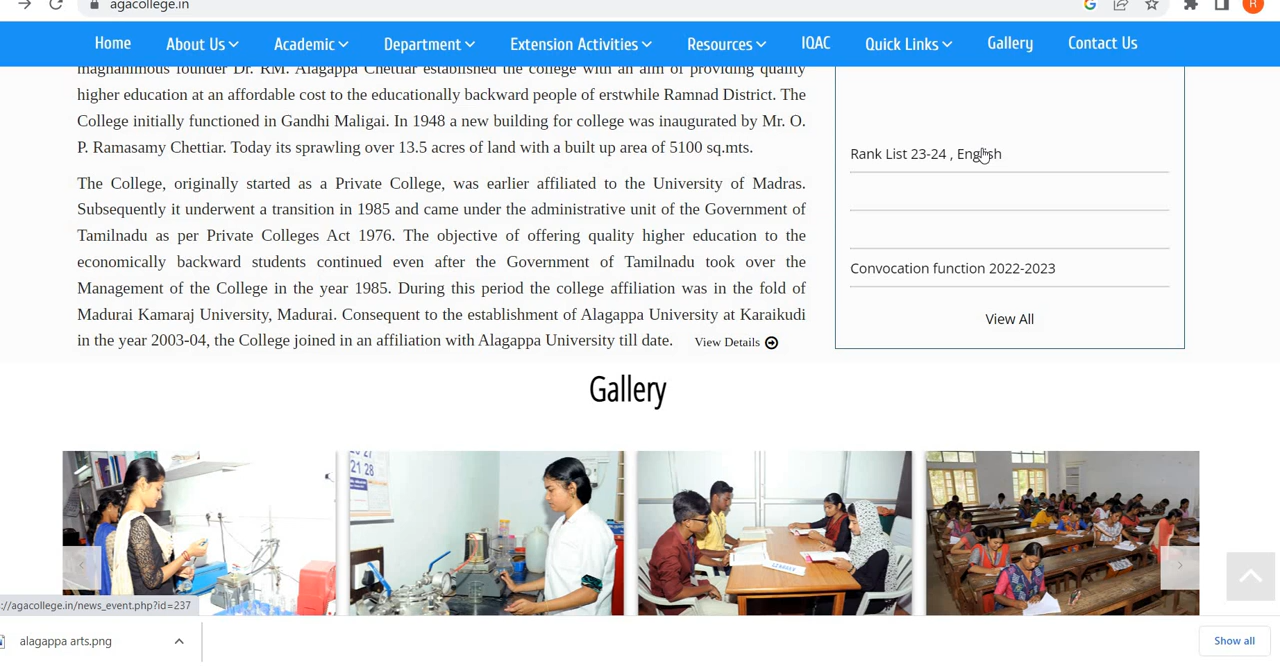 agacollege.in
R
Home About Us Academic Department Extension Activities Resources IQAC Quick Links Gallery Contact Us
magnanimous founder Dr. RM. Alagappa Chettiar established the college with an aim of providing quality
higher education at an affordable cost to the educationally backward people of erstwhile Ramnad District. The
College initially functioned in Gandhi Maligai. In 1948 a new building for college was inaugurated by Mr. O.
P. Ramasamy Chettiar. Today its sprawling over 13.5 acres of land with a built up area of 5100 sq.mts.
The College, originally started as a Private College, was earlier affiliated to the University of Madras.
Subsequently it underwent a transition in 1985 and came under the administrative unit of the Government of
Tamilnadu as per Private Colleges Act 1976. The objective of offering quality higher education to the
economically backward students continued even after the Government of Tamilnadu took over the
Management of the College in the year 1985. During this period the college affiliation was in the fold of
Madurai Kamaraj University, Madurai. Consequent to the establishment of Alagappa University at Karaikudi
in the year 2003-04, the College joined in an affiliation with Alagappa University till date. View Details
Rank List 23-24 , English
Convocation function 2022-2023
View All
Gallery
21 28
://agacollege.in/news_event.php?id=237
alagappa arts.png
Show all